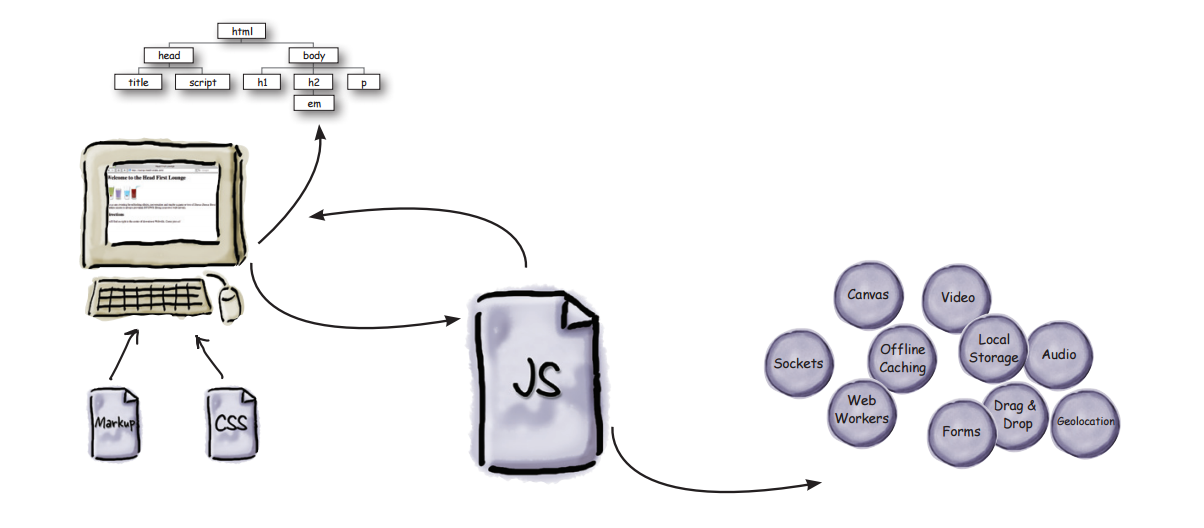 html
head
body
title
script
h1
h2
p
em
Welcome to the Head First Lounge
Markup
CSS
JS
Canvas
Video
Sockets
Offline
Caching
Local
Storage
Audio
Web
Workers
Forms
Drag &
Drop
Geolocation